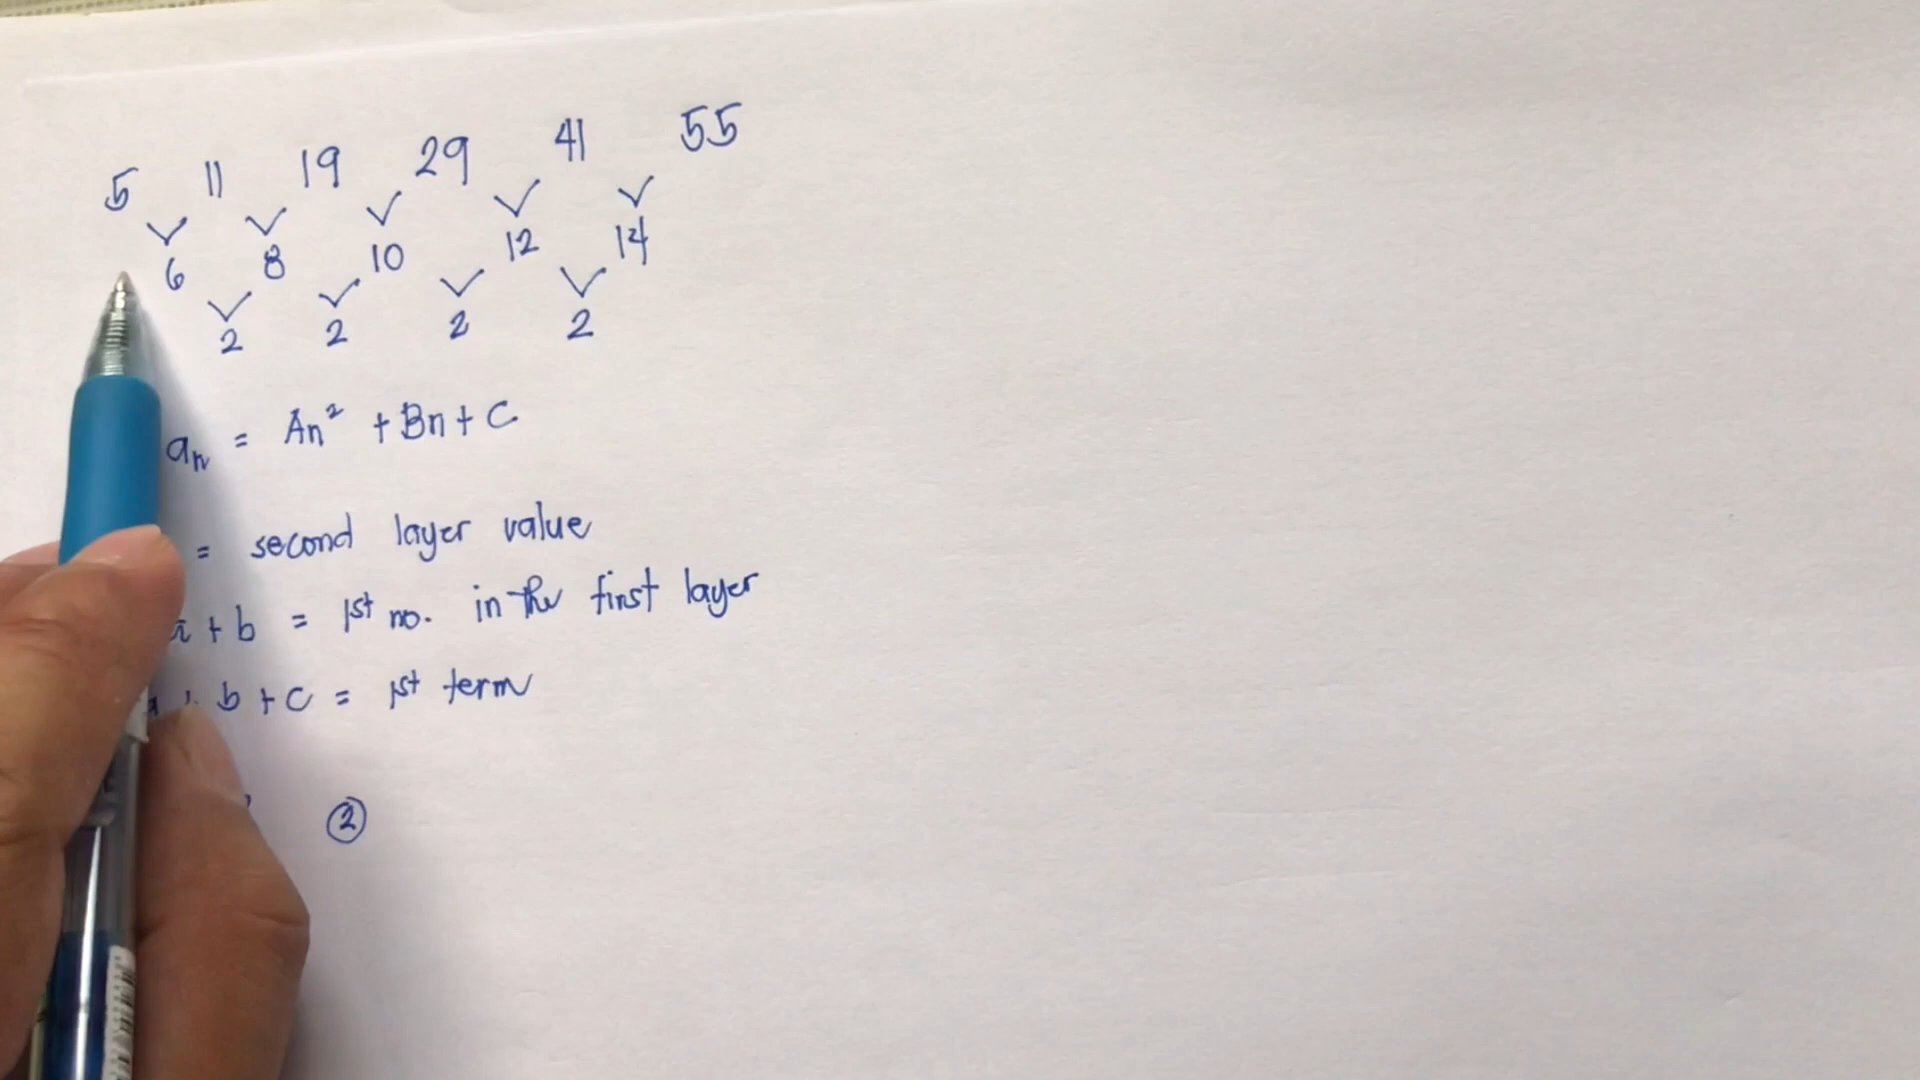 5 11 19 29 41 55
6 8 10 12 14
2 2 2 2
aₙ = An² + Bn + C
= second layer value
a + b = 1st no. in the first layer
b + c = 1st term
②